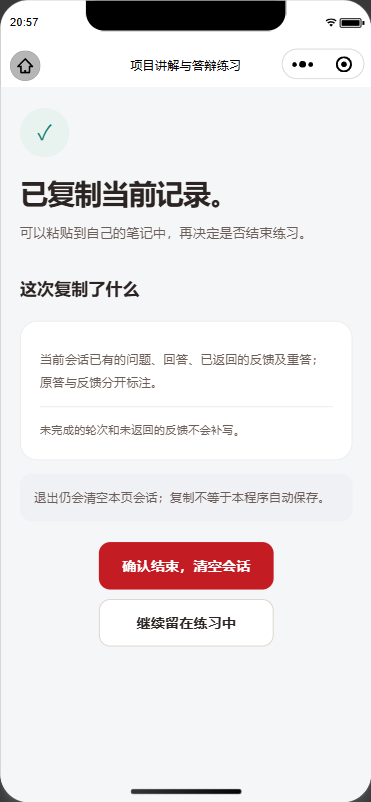 20:57
项目讲解与答辩练习
已复制当前记录。
可以粘贴到自己的笔记中，再决定是否结束练习。
这次复制了什么
当前会话已有的问题、回答、已返回的反馈及重答；
原答与反馈分开标注。
未完成的轮次和未返回的反馈不会补写。
退出仍会清空本页会话；复制不等于本程序自动保存。
确认结束，清空会话
继续留在练习中